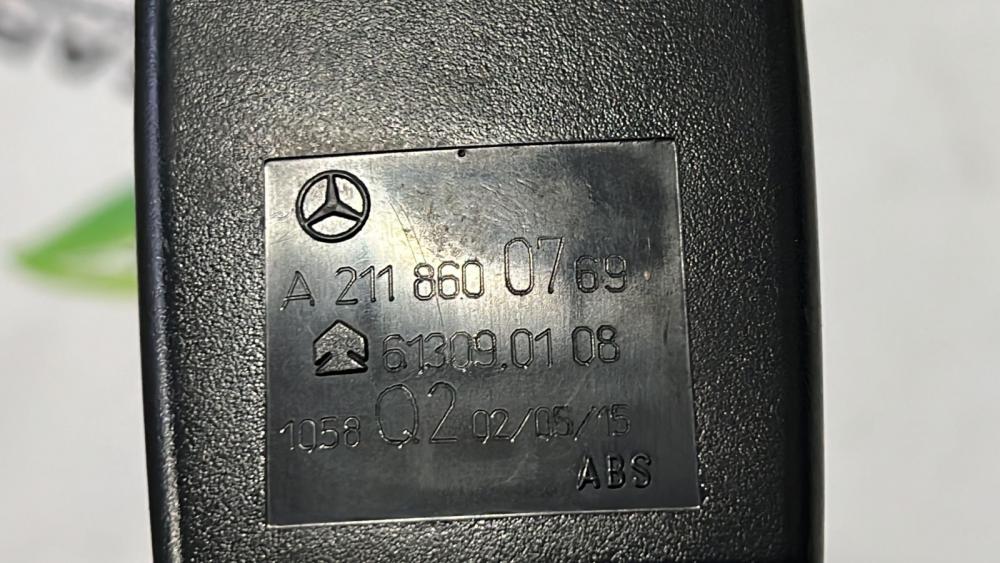 A 211 860 07 69
61309.01 08
1058 Q2 02/05/15
ABS